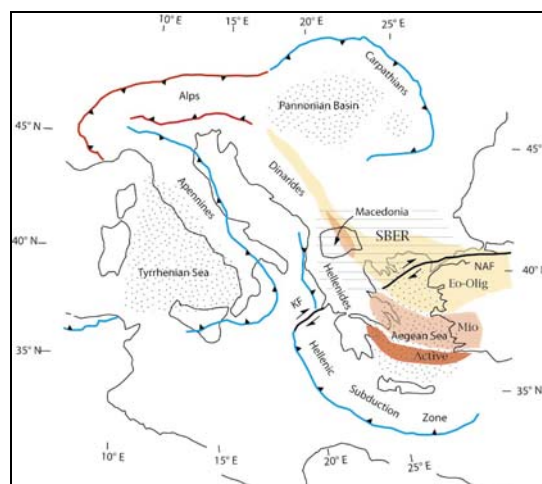 10° E
15° E
20° E
25° E
Carpathians
Alps
Pannonian Basin
45° N
45° N
Dinarides
Apennines
Macedonia
SBER
40° N
40° N
NAF
Hellenides
Eo-Olig
Tyrrhenian Sea
KF
Mio
Aegean Sea
35° N
Active
Hellenic
35° N
Subduction
Zone
10° E
15° E
20° E
25° E